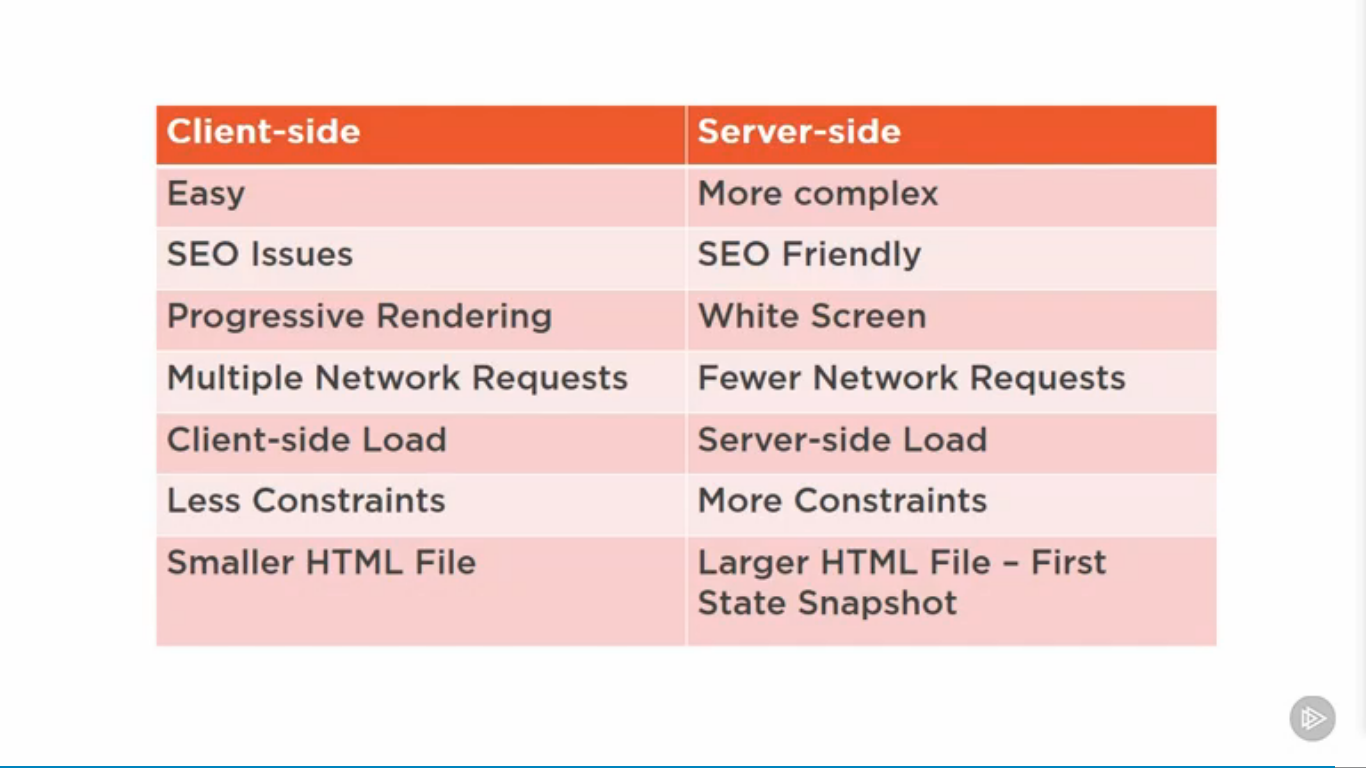 Client-side
Server-side
Easy
More complex
SEO Issues
SEO Friendly
Progressive Rendering
White Screen
Multiple Network Requests
Fewer Network Requests
Client-side Load
Server-side Load
Less Constraints
More Constraints
Smaller HTML File
Larger HTML File – First
State Snapshot